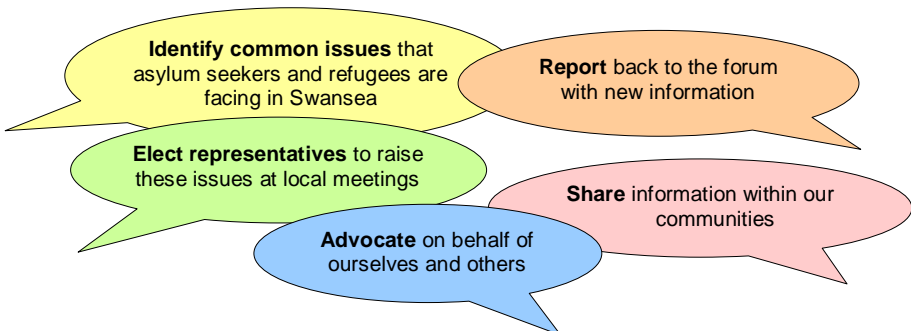 Identify common issues that
asylum seekers and refugees are
facing in Swansea
Report back to the forum
with new information
Elect representatives to raise
these issues at local meetings
Share information within our
communities
Advocate on behalf of
ourselves and others